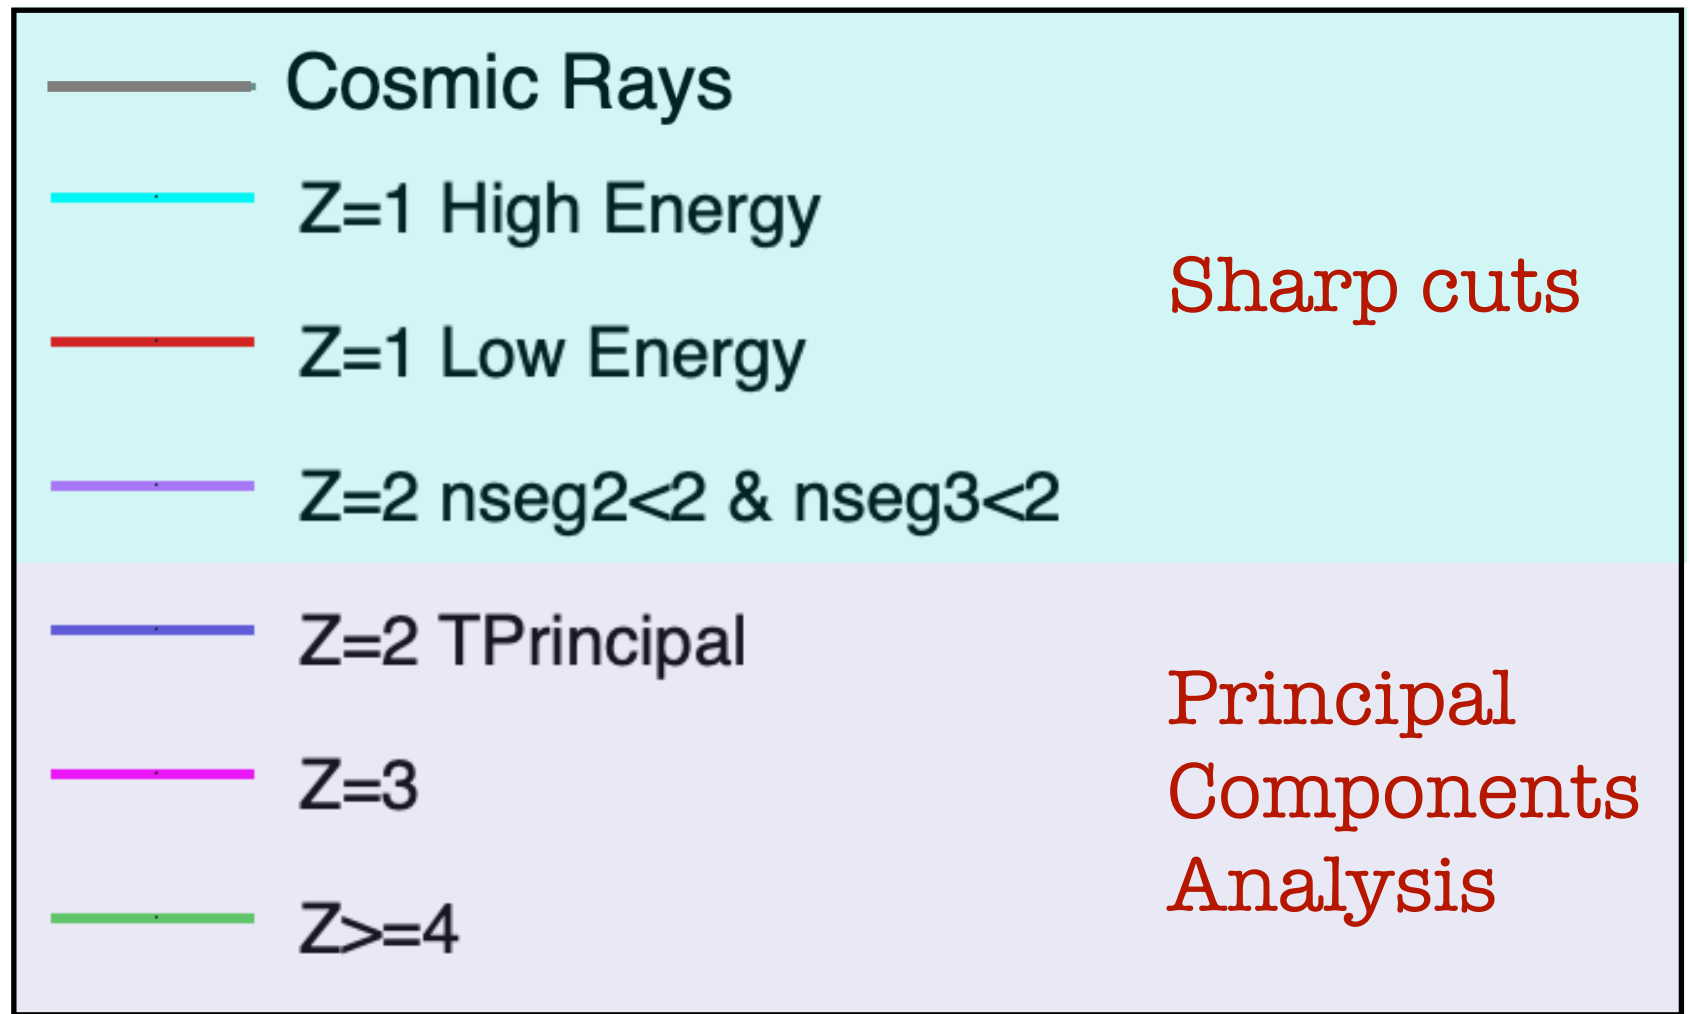 Cosmic Rays
Z=1 High Energy
Z=1 Low Energy
Z=2 nseg2<2 & nseg3<2
Sharp cuts
Z=2 TPrincipal
Z=3
Z>=4
Principal
Components
Analysis